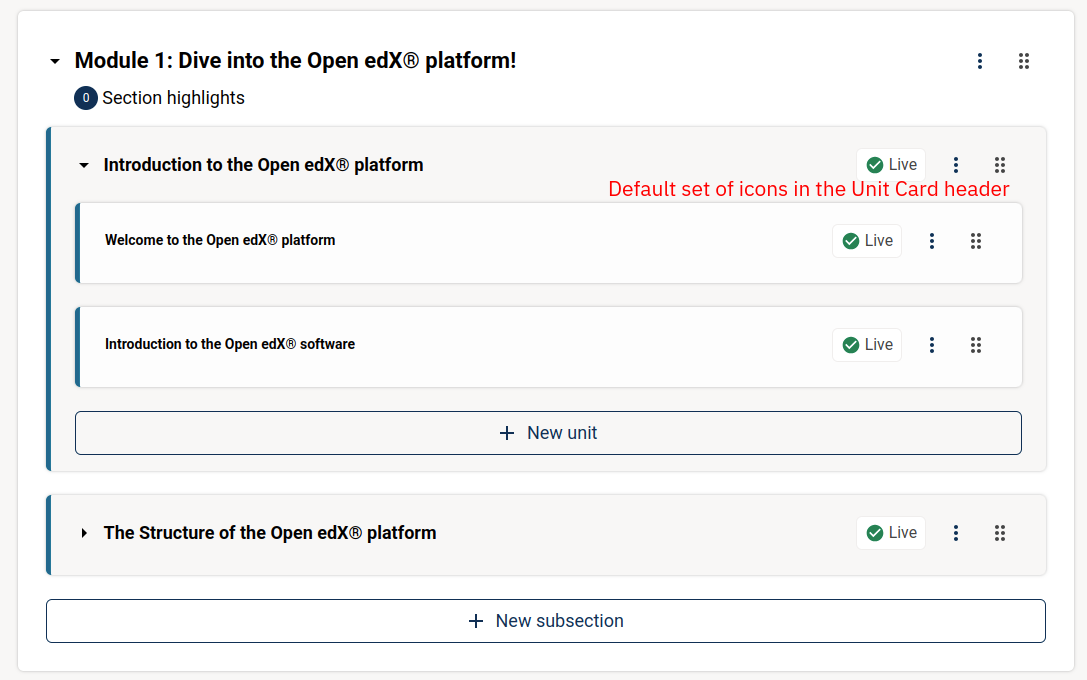 Module 1: Dive into the Open edX® platform!
0 Section highlights
Introduction to the Open edX® platform Live
Default set of icons in the Unit Card header
Welcome to the Open edX® platform Live
Introduction to the Open edX® software Live
+ New unit
The Structure of the Open edX® platform Live
+ New subsection